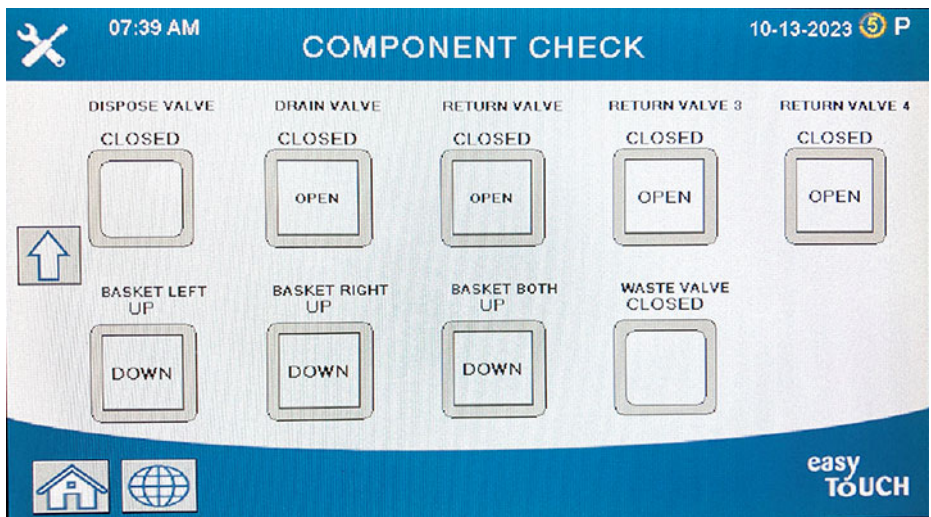 07:39 AM
COMPONENT CHECK
10-13-2023 5 P
DISPOSE VALVE
CLOSED
DRAIN VALVE
CLOSED
OPEN
RETURN VALVE
CLOSED
OPEN
RETURN VALVE 3
CLOSED
OPEN
RETURN VALVE 4
CLOSED
OPEN
BASKET LEFT
UP
DOWN
BASKET RIGHT
UP
DOWN
BASKET BOTH
UP
DOWN
WASTE VALVE
CLOSED
easy
TOUCH